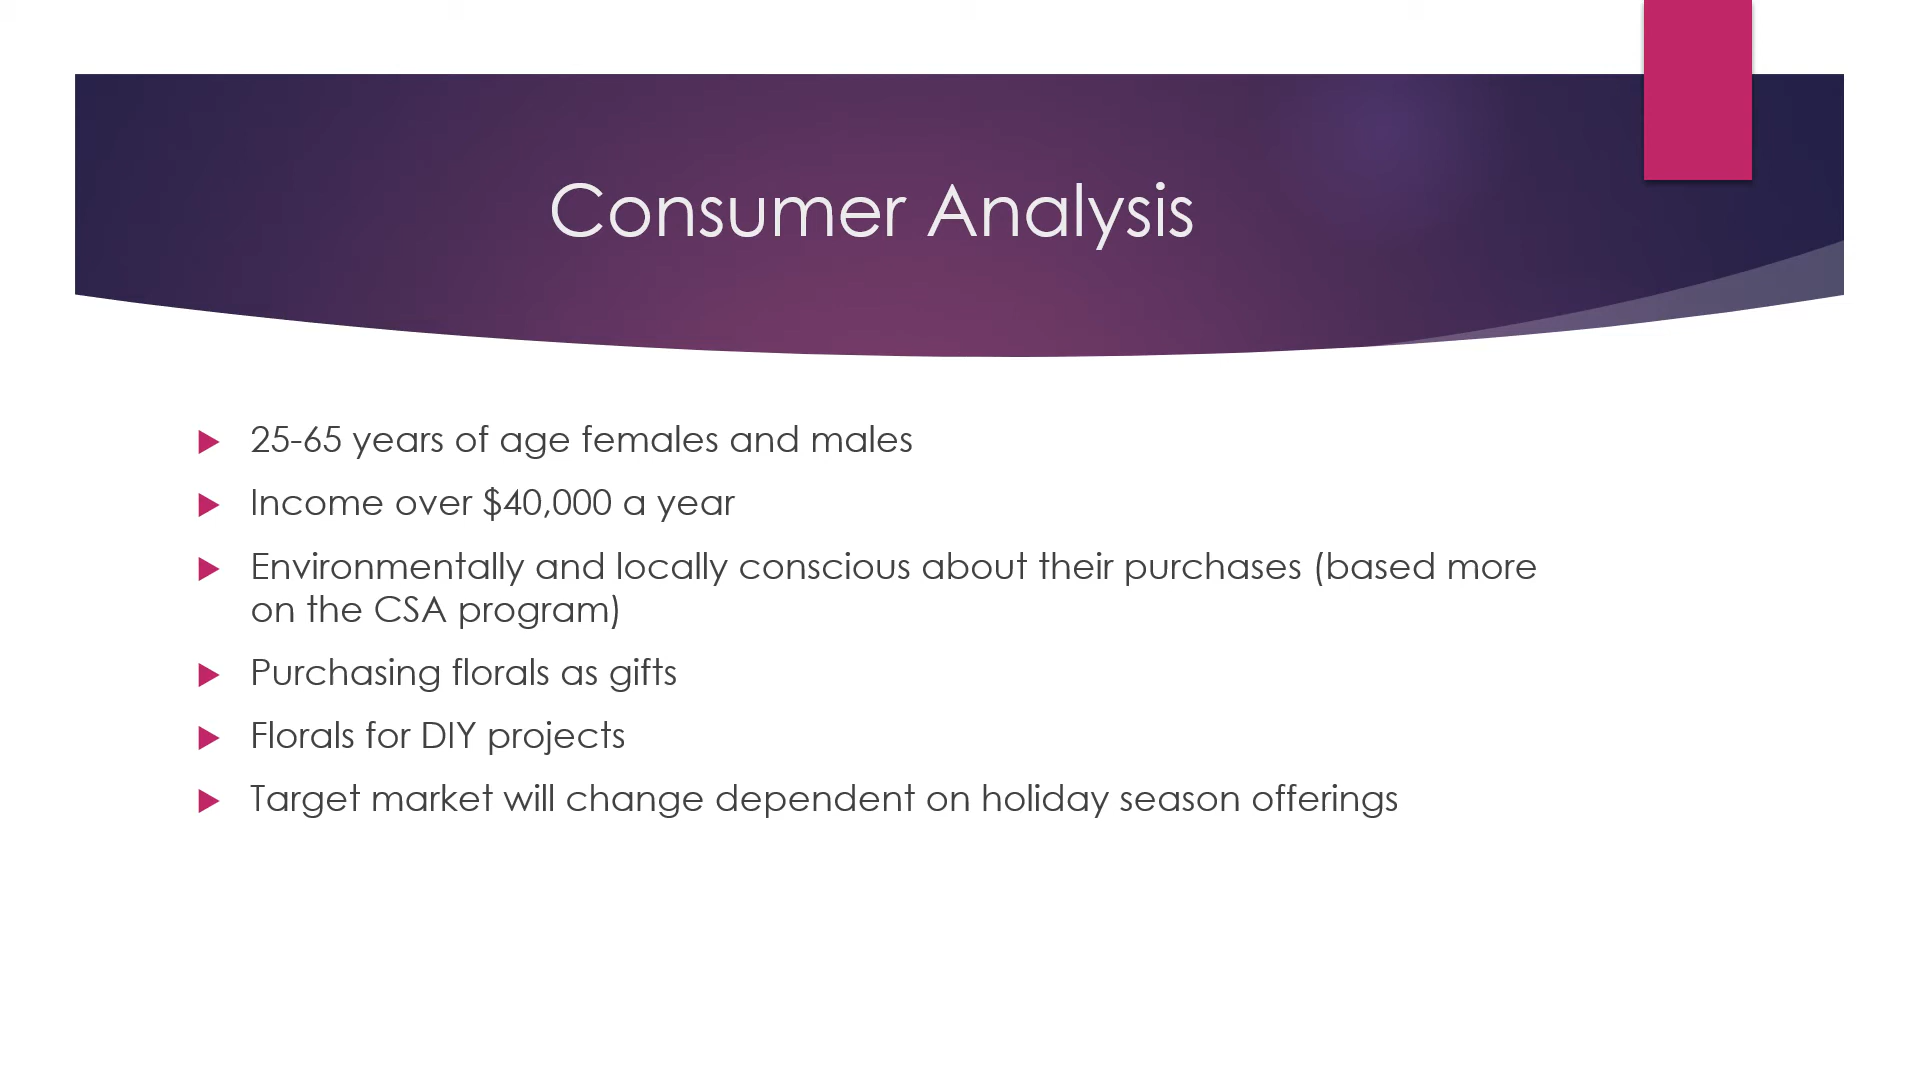 Consumer Analysis
25-65 years of age females and males
Income over $40,000 a year
Environmentally and locally conscious about their purchases (based more
on the CSA program)
Purchasing florals as gifts
Florals for DIY projects
Target market will change dependent on holiday season offerings